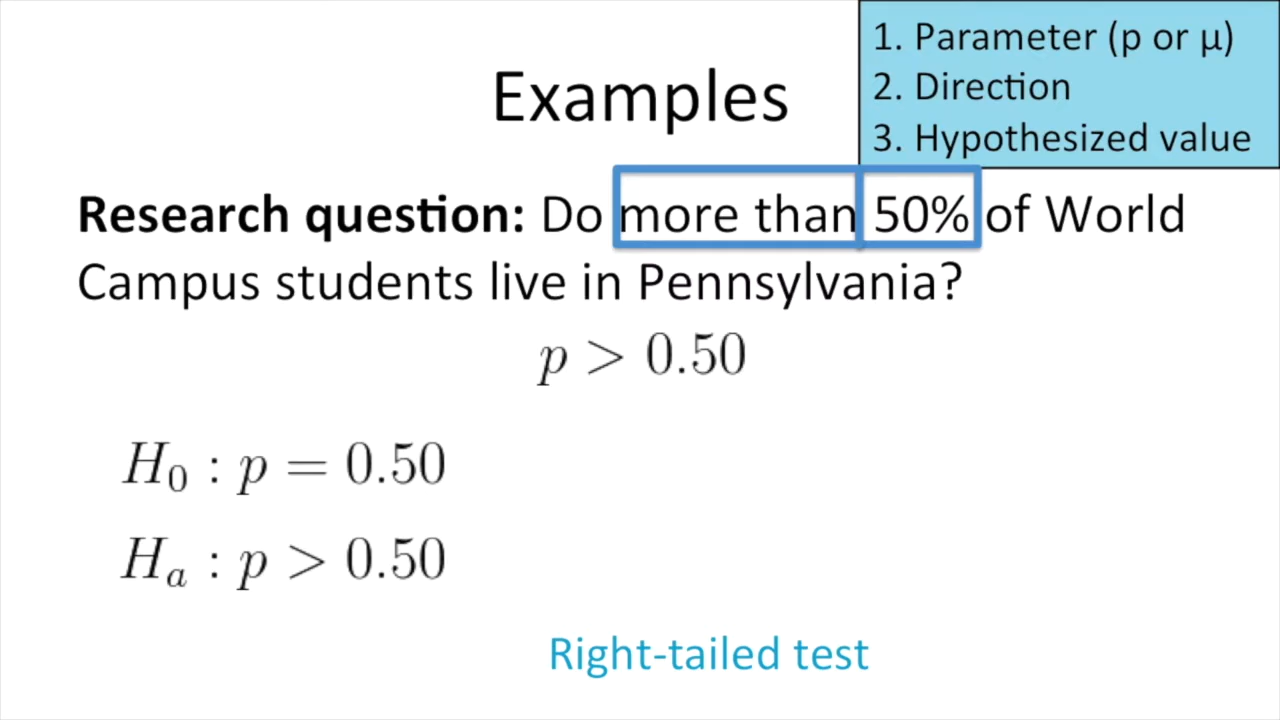 1. Parameter (p or μ)
2. Direction
3. Hypothesized value
Examples
Research question: Do more than 50% of World
Campus students live in Pennsylvania?
p > 0.50
H₀ : p = 0.50
Hₐ : p > 0.50
Right-tailed test